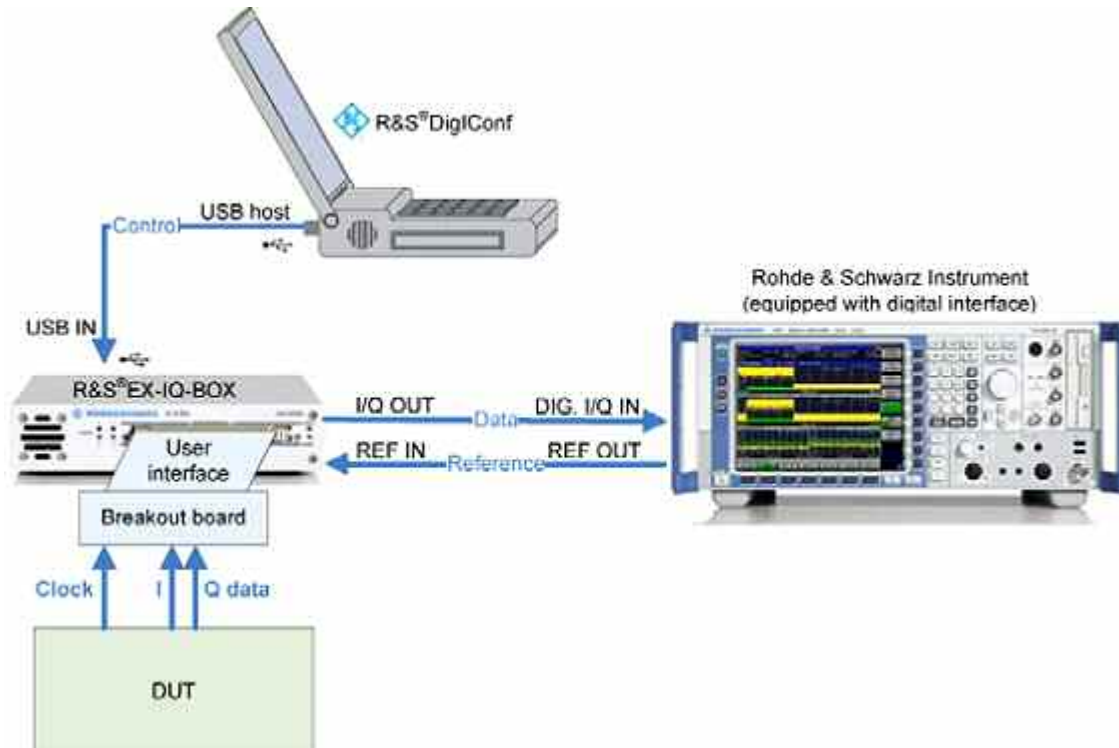 R&S®DigIConf
USB host
Control
Rohde & Schwarz Instrument
(equipped with digital interface)
USB IN
R&S®EX-IQ-BOX
I/Q OUT
Data
DIG. I/Q IN
User
interface
REF IN
Reference
REF OUT
Breakout board
Clock
I
Q data
DUT